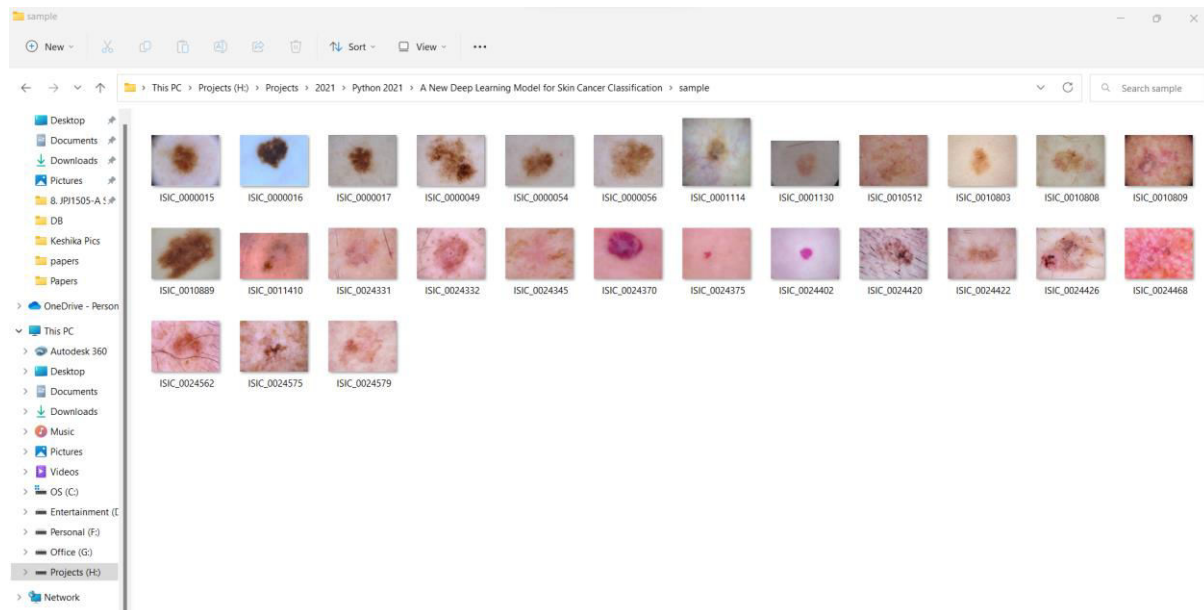 sample
New
Sort
View
This PC > Projects (H:) > Projects > 2021 > Python 2021 > A New Deep Learning Model for Skin Cancer Classification > sample
Search sample
Desktop
Documents
Downloads
Pictures
8. JPJ1505-A
DB
Keshika Pics
papers
Papers
OneDrive - Person
This PC
Autodesk 360
Desktop
Documents
Downloads
Music
Pictures
Videos
OS (C:)
Entertainment (
Personal (F:)
Office (G:)
Projects (H:)
Network
ISIC_0000015 ISIC_0000016 ISIC_0000017 ISIC_0000049 ISIC_0000054 ISIC_0000056 ISIC_0001114 ISIC_0001130 ISIC_0010512 ISIC_0010803 ISIC_0010808 ISIC_0010809
ISIC_0010889 ISIC_0011410 ISIC_0024331 ISIC_0024332 ISIC_0024345 ISIC_0024370 ISIC_0024375 ISIC_0024402 ISIC_0024420 ISIC_0024422 ISIC_0024426 ISIC_0024468
ISIC_0024562 ISIC_0024575 ISIC_0024579